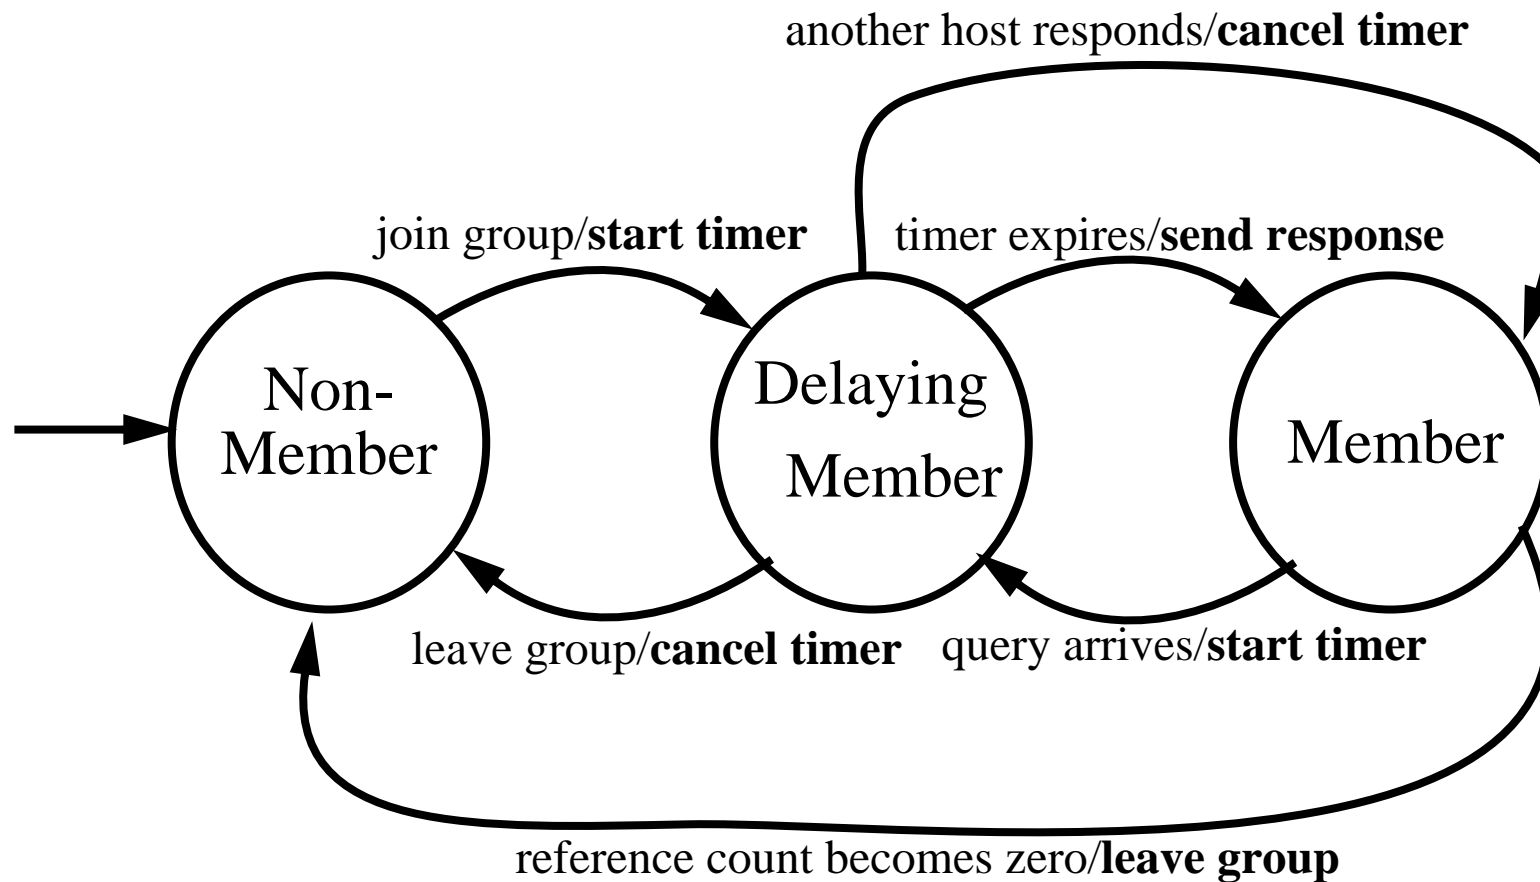 another host responds/cancel timer
join group/start timer
timer expires/send response
Non-
Member
Delaying
Member
Member
leave group/cancel timer
query arrives/start timer
reference count becomes zero/leave group